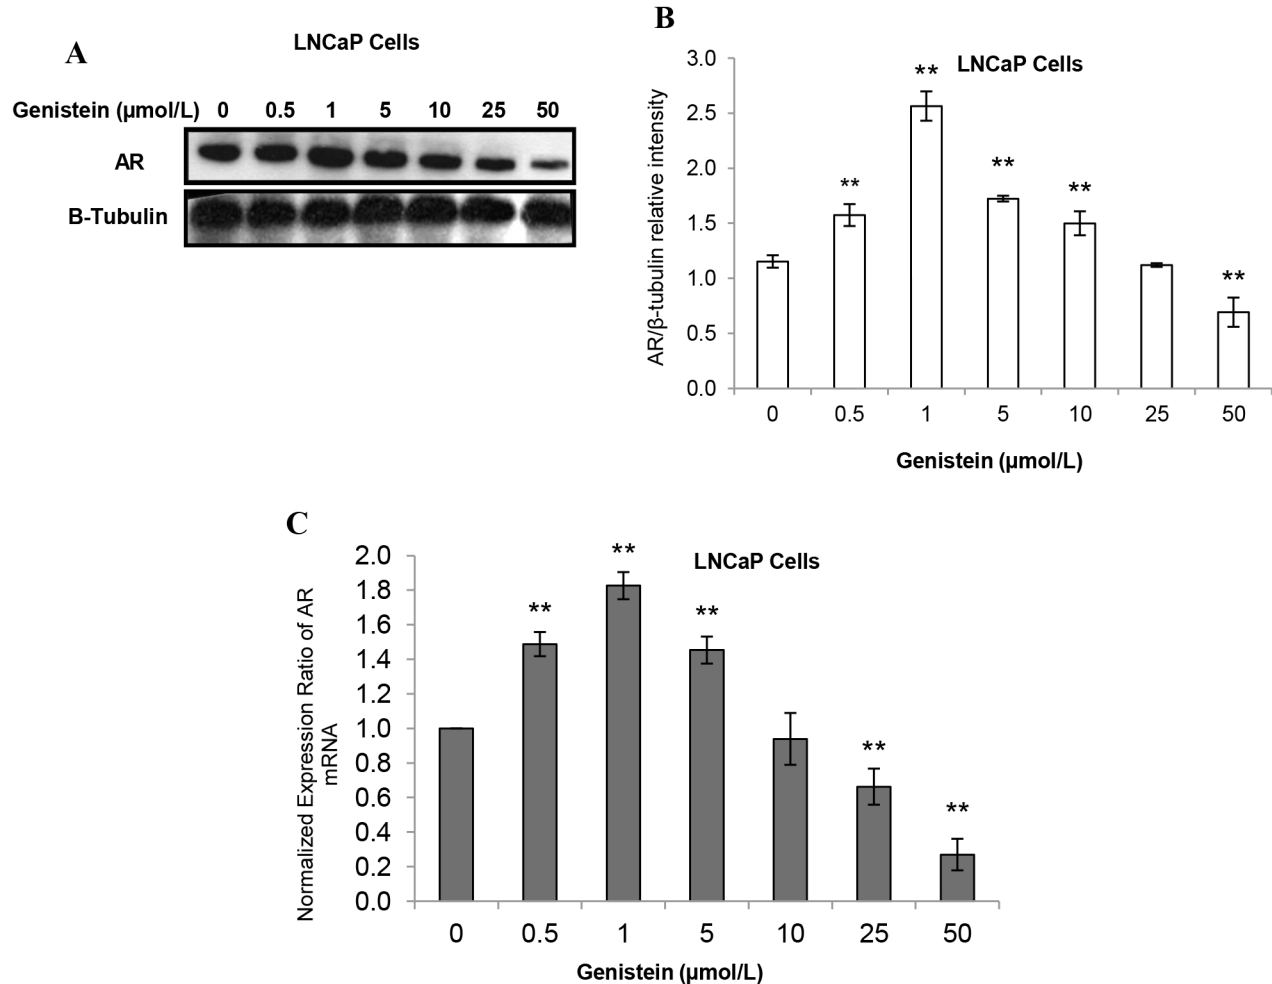 A
LNCaP Cells
Genistein (µmol/L) 0 0.5 1 5 10 25 50
AR
B-Tubulin
B
LNCaP Cells
AR/β-tubulin relative intensity
3.0
2.5
2.0
1.5
1.0
0.5
0.0
** ** ** ** **
0 0.5 1 5 10 25 50
Genistein (µmol/L)
C
LNCaP Cells
Normalized Expression Ratio of AR
mRNA
2.0
1.8
1.6
1.4
1.2
1.0
0.8
0.6
0.4
0.2
0.0
** ** ** ** **
0 0.5 1 5 10 25 50
Genistein (µmol/L)